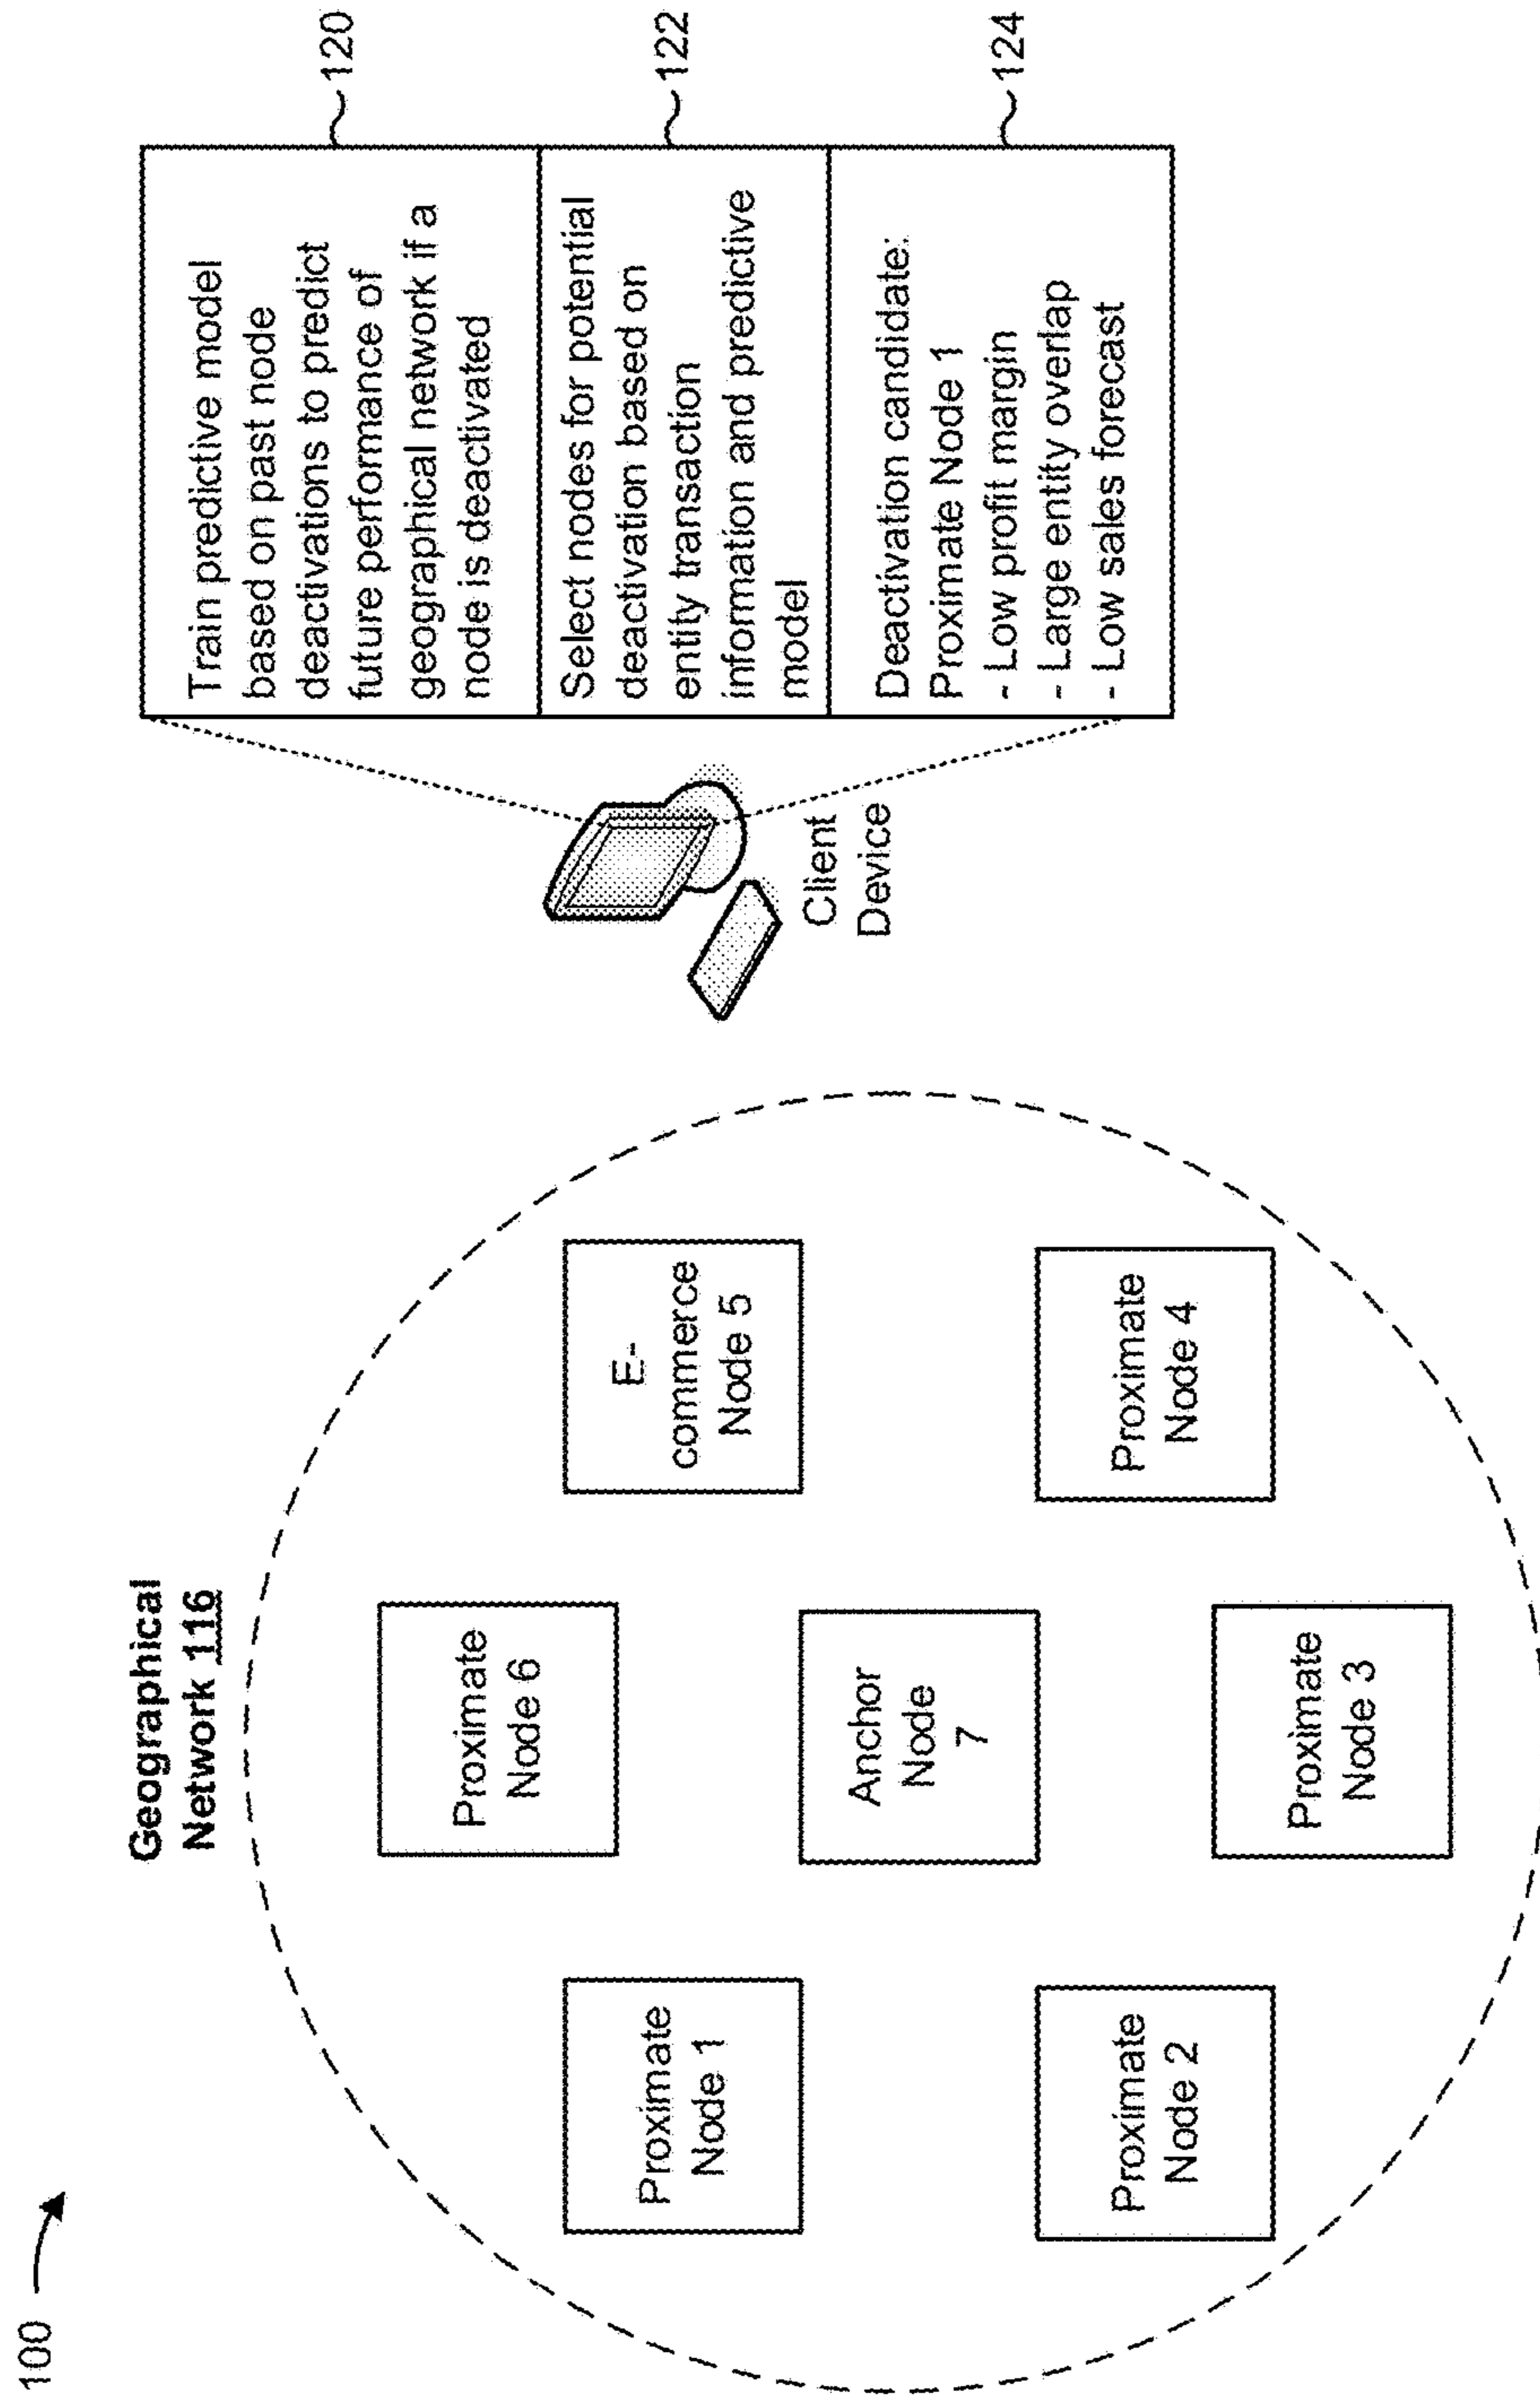 100
Geographical
Network 116
Proximate
Node 1
Proximate
Node 6
E-
commerce
Node 5
Anchor
Node
7
Proximate
Node 2
Proximate
Node 3
Proximate
Node 4
Client
Device
Train predictive model
based on past node
deactivations to predict
future performance of
geographical network if a
node is deactivated
120
Select nodes for potential
deactivation based on
entity transaction
information and predictive
model
122
Deactivation candidate:
Proximate Node 1
- Low profit margin
- Large entity overlap
- Low sales forecast
124